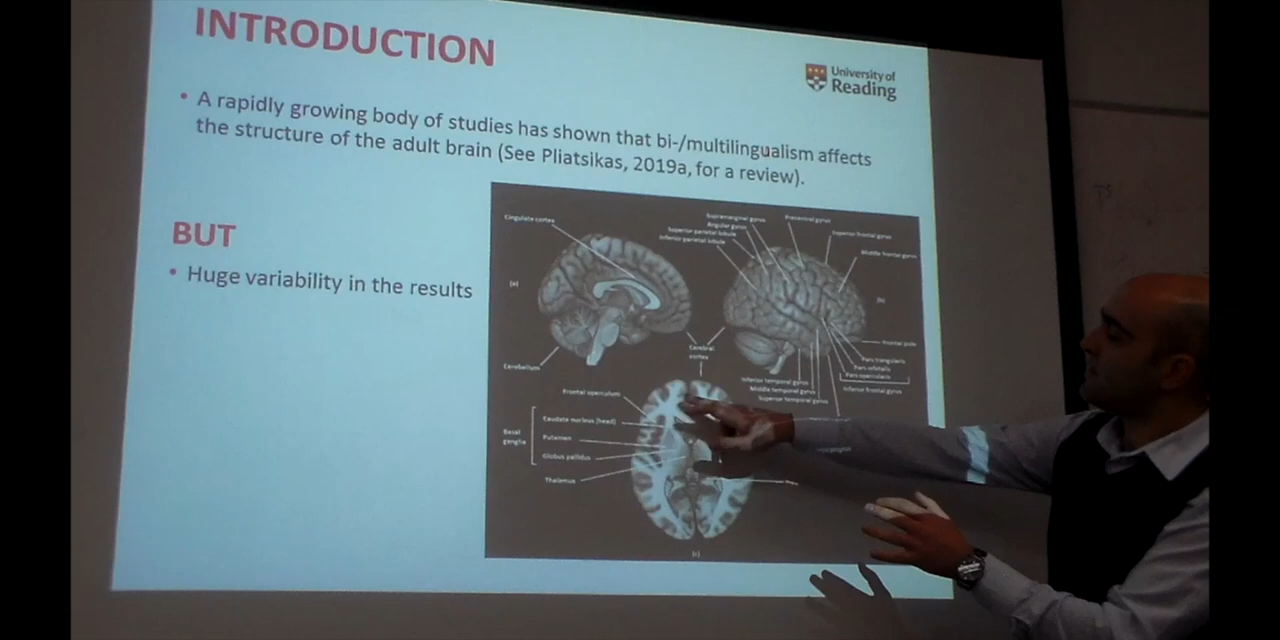 INTRODUCTION
University of
Reading
• A rapidly growing body of studies has shown that bi-/multilingualism affects
the structure of the adult brain (See Pliatsikas, 2019a, for a review).
BUT
• Huge variability in the results
Cingulate cortex
Supramarginal gyrus
Angular gyrus
Superior parietal lobule
Inferior parietal lobule
Precentral gyrus
Superior frontal gyrus
Middle frontal gyrus
(a)
(b)
Cerebral
cortex
Cerebellum
Frontal pole
Pars triangularis
Pars orbitalis
Pars opercularis
Inferior frontal gyrus
Inferior temporal gyrus
Middle temporal gyrus
Superior temporal gyrus
Frontal operculum
Basal
ganglia
Caudate nucleus (head)
Putamen
Globus pallidus
Thalamus
(c)